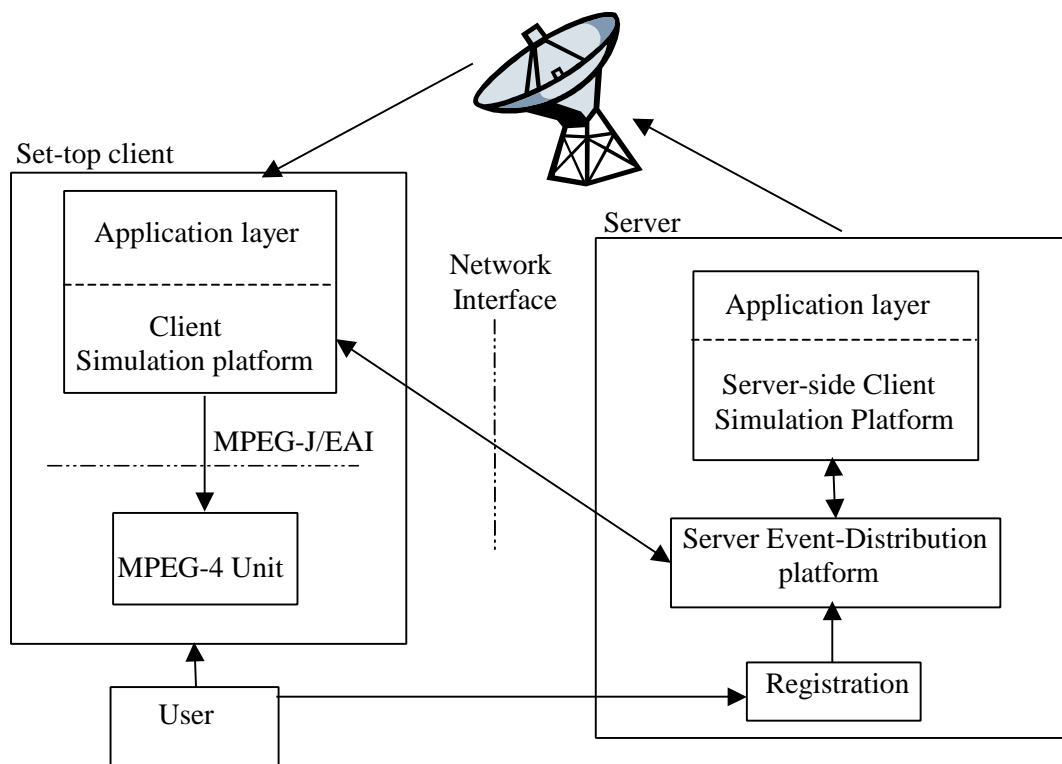 Set-top client
Application layer
Client
Simulation platform
MPEG-J/EAI
MPEG-4 Unit
User
Network
Interface
Server
Application layer
Server-side Client
Simulation Platform
Server Event-Distribution
platform
Registration